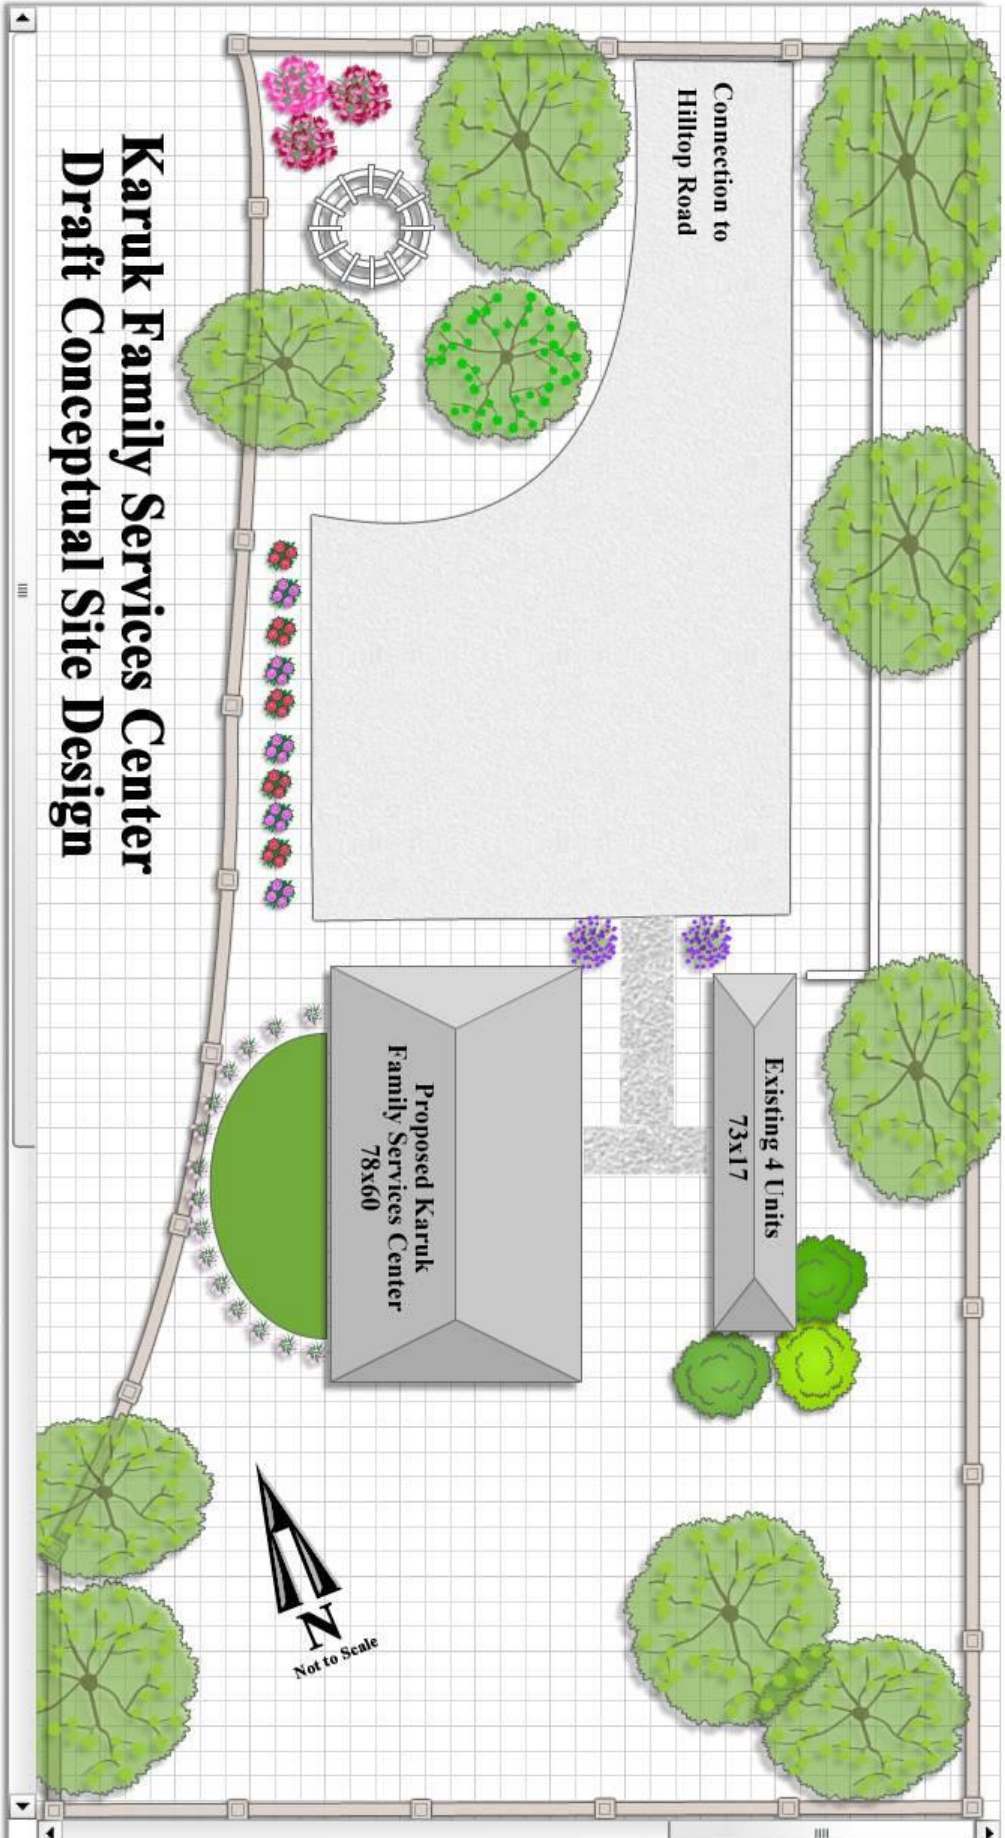 Karuk Family Services Center
Draft Conceptual Site Design
Connection to
Hilltop Road
Existing 4 Units
73x17
Proposed Karuk
Family Services Center
78x60
N
Not to Scale